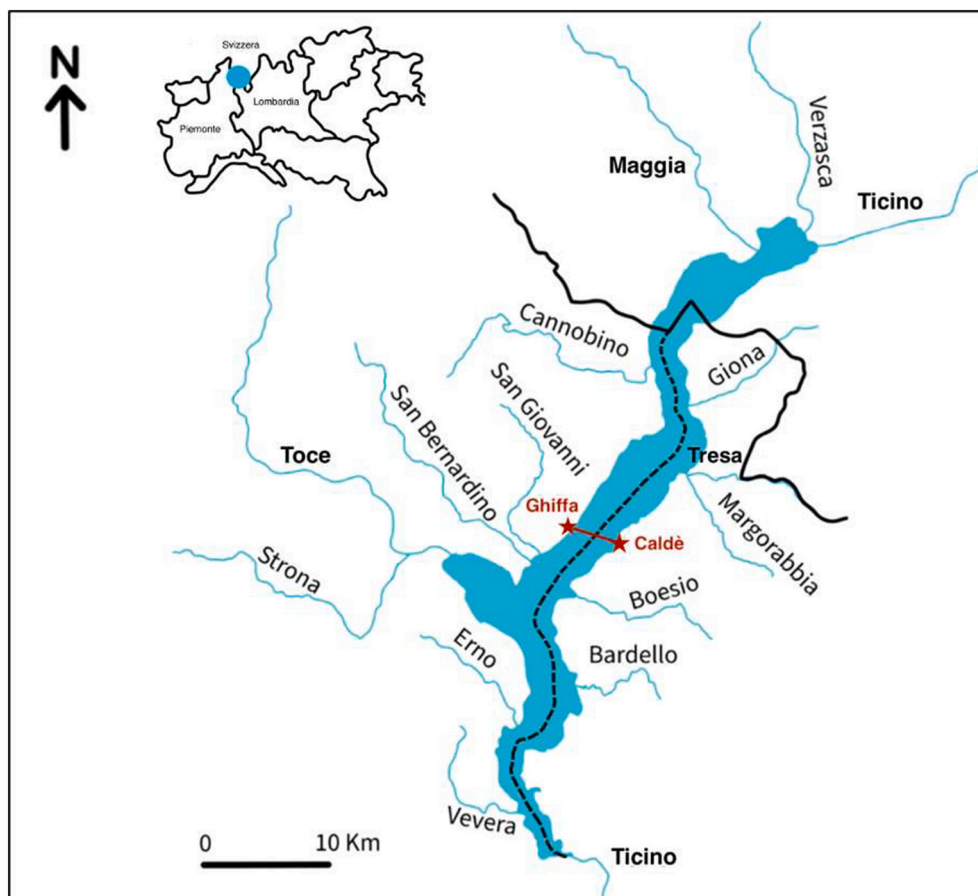 N
Svizzera
Lombardia
Piemonte
Maggia
Verzasca
Ticino
Cannobino
Giona
San Giovanni
San Bernardino
Toce
Tresa
Ghiffa
Caldè
Margorabbia
Strona
Boesio
Erno
Bardello
Vevera
0 10 Km
Ticino